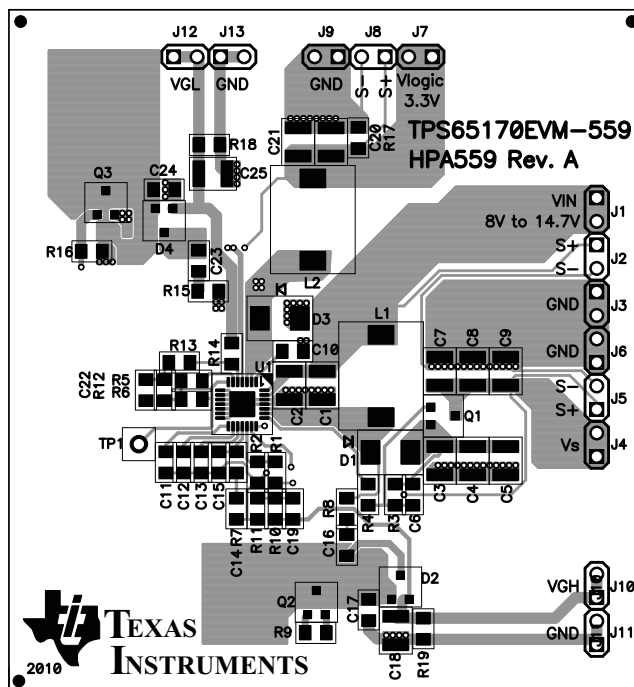 J12 J13 J9 J8 J7
VGL GND GND S- S+ Vlogic
3.3V
TPS65170EVM-559
HPA559 Rev. A
C21 C20 R17
R18
C24 C25
Q3
D4
R16
C23
R15
L2
VIN J1
8V to 14.7V
S+ J2
S-
GND J3
GND J6
S- J5
S+
Vs J4
D3 L1
C7 C8 C9
R14 C10
R13 U1
C22 R12 R5
R6
C2 C1
Q1
TP1
R2 R1
D1
C11 C12 C13 C15
C3 C4 C5
R8 R4 R3 C6
R7 C14 R11 R10 C19
C16
D2
VGH J10
Q2 C17
R9
C18 R19
GND J11
TEXAS
INSTRUMENTS
2010